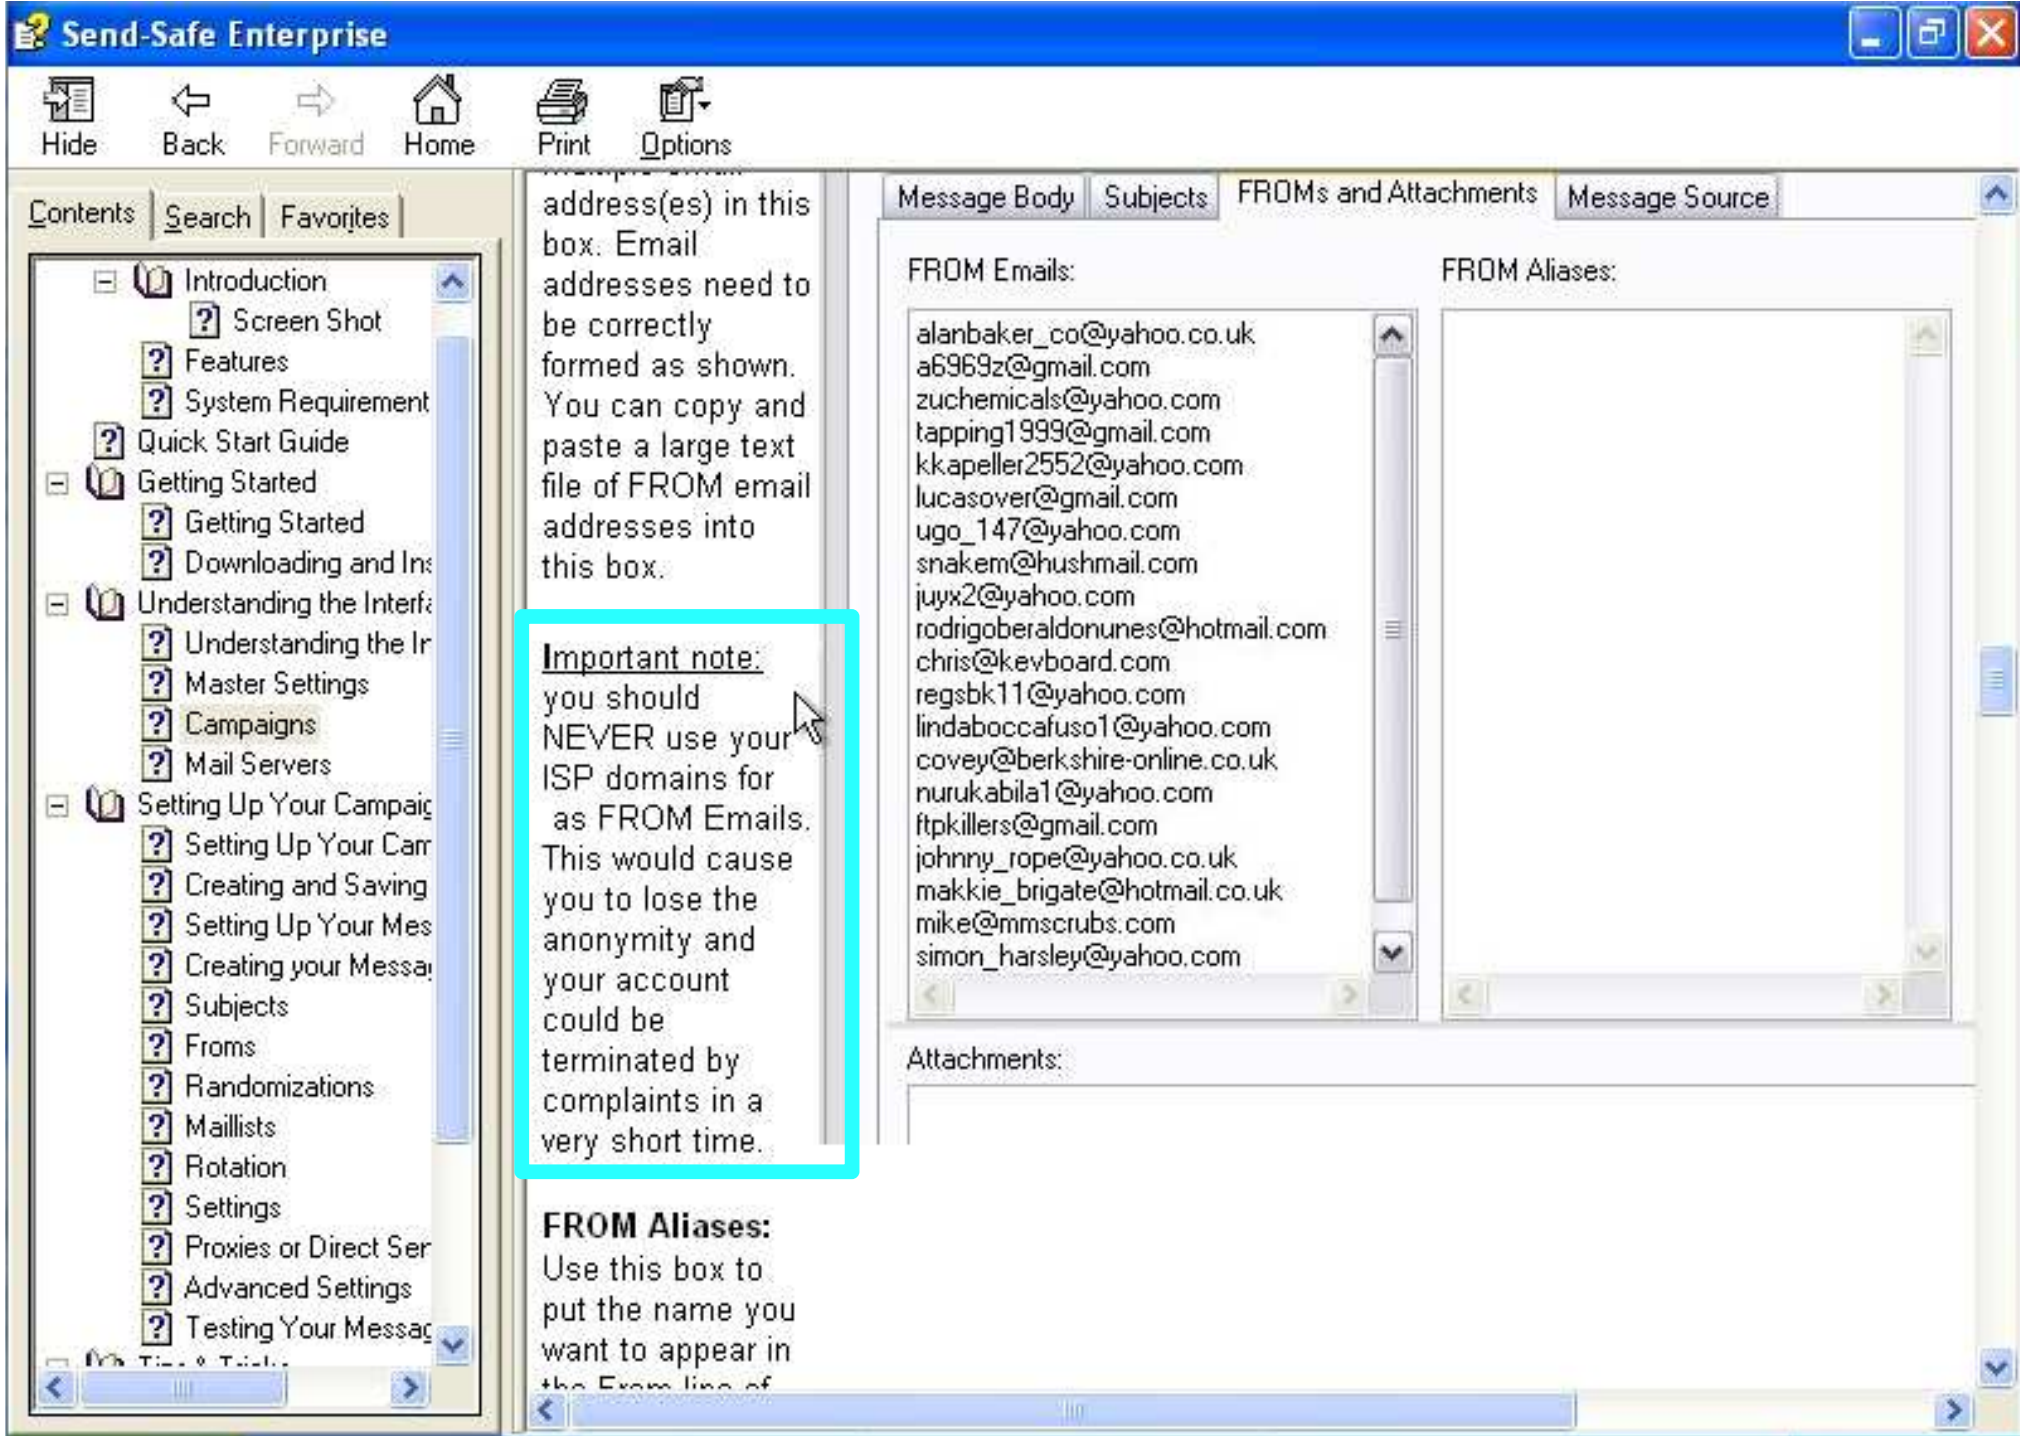 Send-Safe Enterprise
Hide
Back
Forward
Home
Print
Options
Contents
Search
Favorites
Introduction
Screen Shot
Features
System Requirement
Quick Start Guide
Getting Started
Getting Started
Downloading and Ins
Understanding the Interfa
Understanding the In
Master Settings
Campaigns
Mail Servers
Setting Up Your Campaig
Setting Up Your Cam
Creating and Saving
Setting Up Your Mes
Creating your Messag
Subjects
Froms
Randomizations
Maillists
Rotation
Settings
Proxies or Direct Ser
Advanced Settings
Testing Your Messag
Tips & Tricks
address(es) in this
box. Email
addresses need to
be correctly
formed as shown.
You can copy and
paste a large text
file of FROM email
addresses into
this box.
Important note:
you should
NEVER use your
ISP domains for
as FROM Emails.
This would cause
you to lose the
anonymity and
your account
could be
terminated by
complaints in a
very short time.
FROM Aliases:
Use this box to
put the name you
want to appear in
the From line of
Message Body
Subjects
FROMs and Attachments
Message Source
FROM Emails:
alanbaker_co@yahoo.co.uk
a6969z@gmail.com
zuchemicals@yahoo.com
tapping1999@gmail.com
kkapeller2552@yahoo.com
lucasover@gmail.com
ugo_147@yahoo.com
snakem@hushmail.com
juyx2@yahoo.com
rodrigoberaldonunes@hotmail.com
chris@kevboard.com
regsbk11@yahoo.com
lindaboccafuso1@yahoo.com
covey@berkshire-online.co.uk
nurukabila1@yahoo.com
ftpkillers@gmail.com
johnny_rope@yahoo.co.uk
makkie_brigate@hotmail.co.uk
mike@mmscrubs.com
simon_harsley@yahoo.com
FROM Aliases:
Attachments: